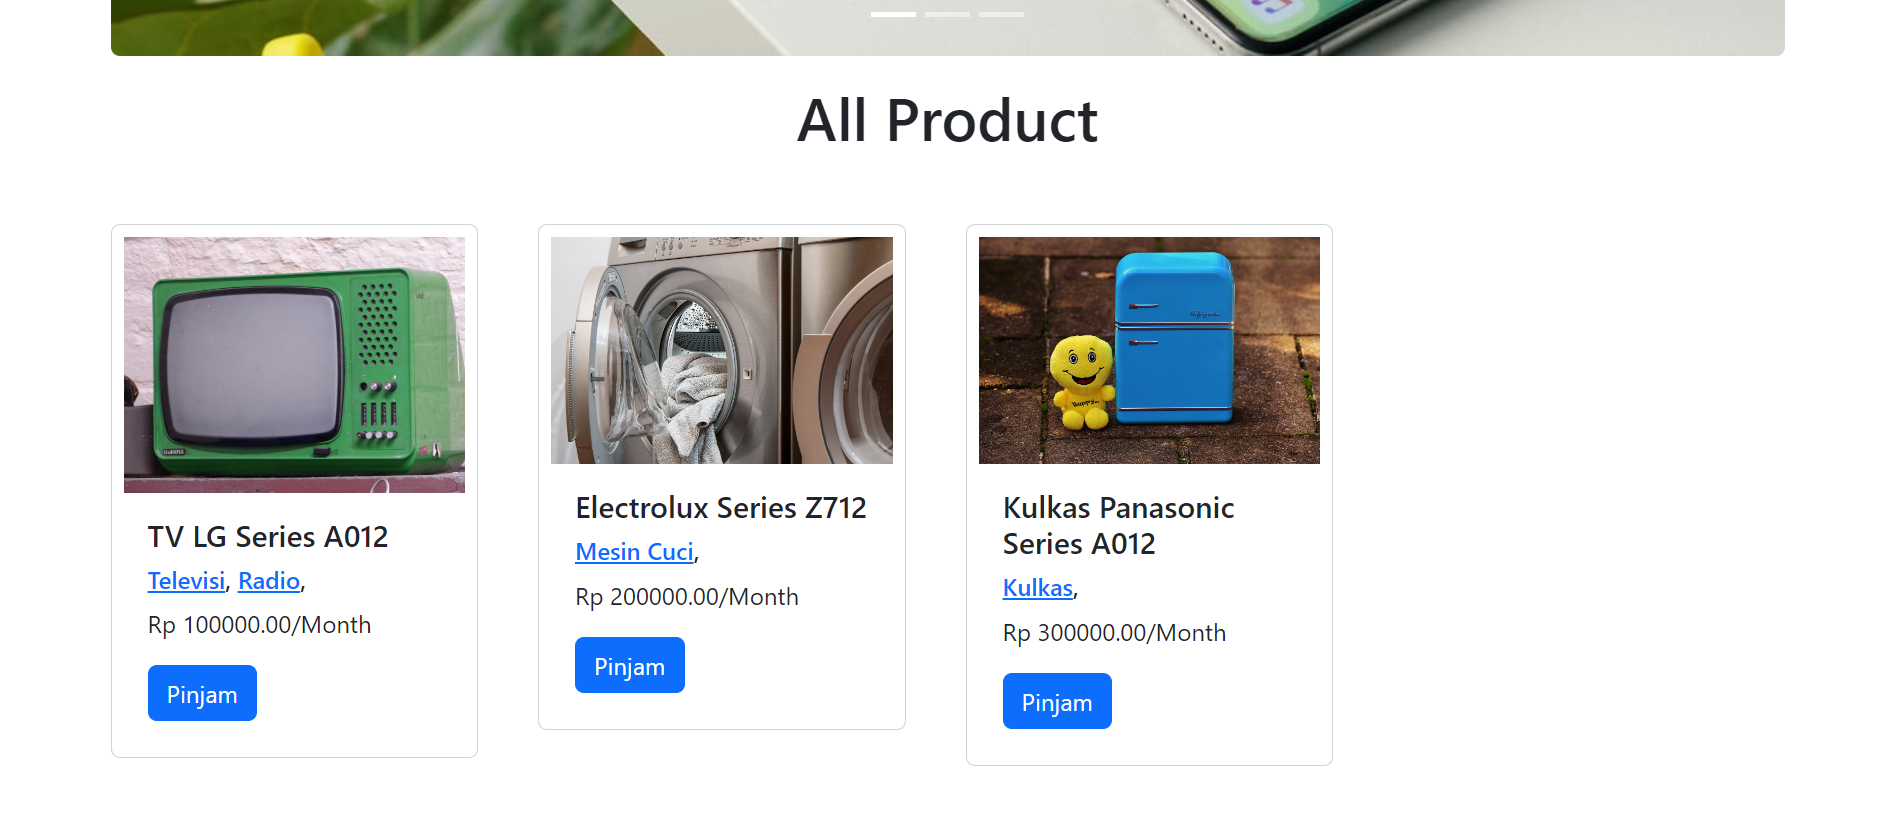 All Product
TV LG Series A012
Televisi, Radio,
Rp 100000.00/Month
Pinjam
Electrolux Series Z712
Mesin Cuci,
Rp 200000.00/Month
Pinjam
Kulkas Panasonic
Series A012
Kulkas,
Rp 300000.00/Month
Pinjam